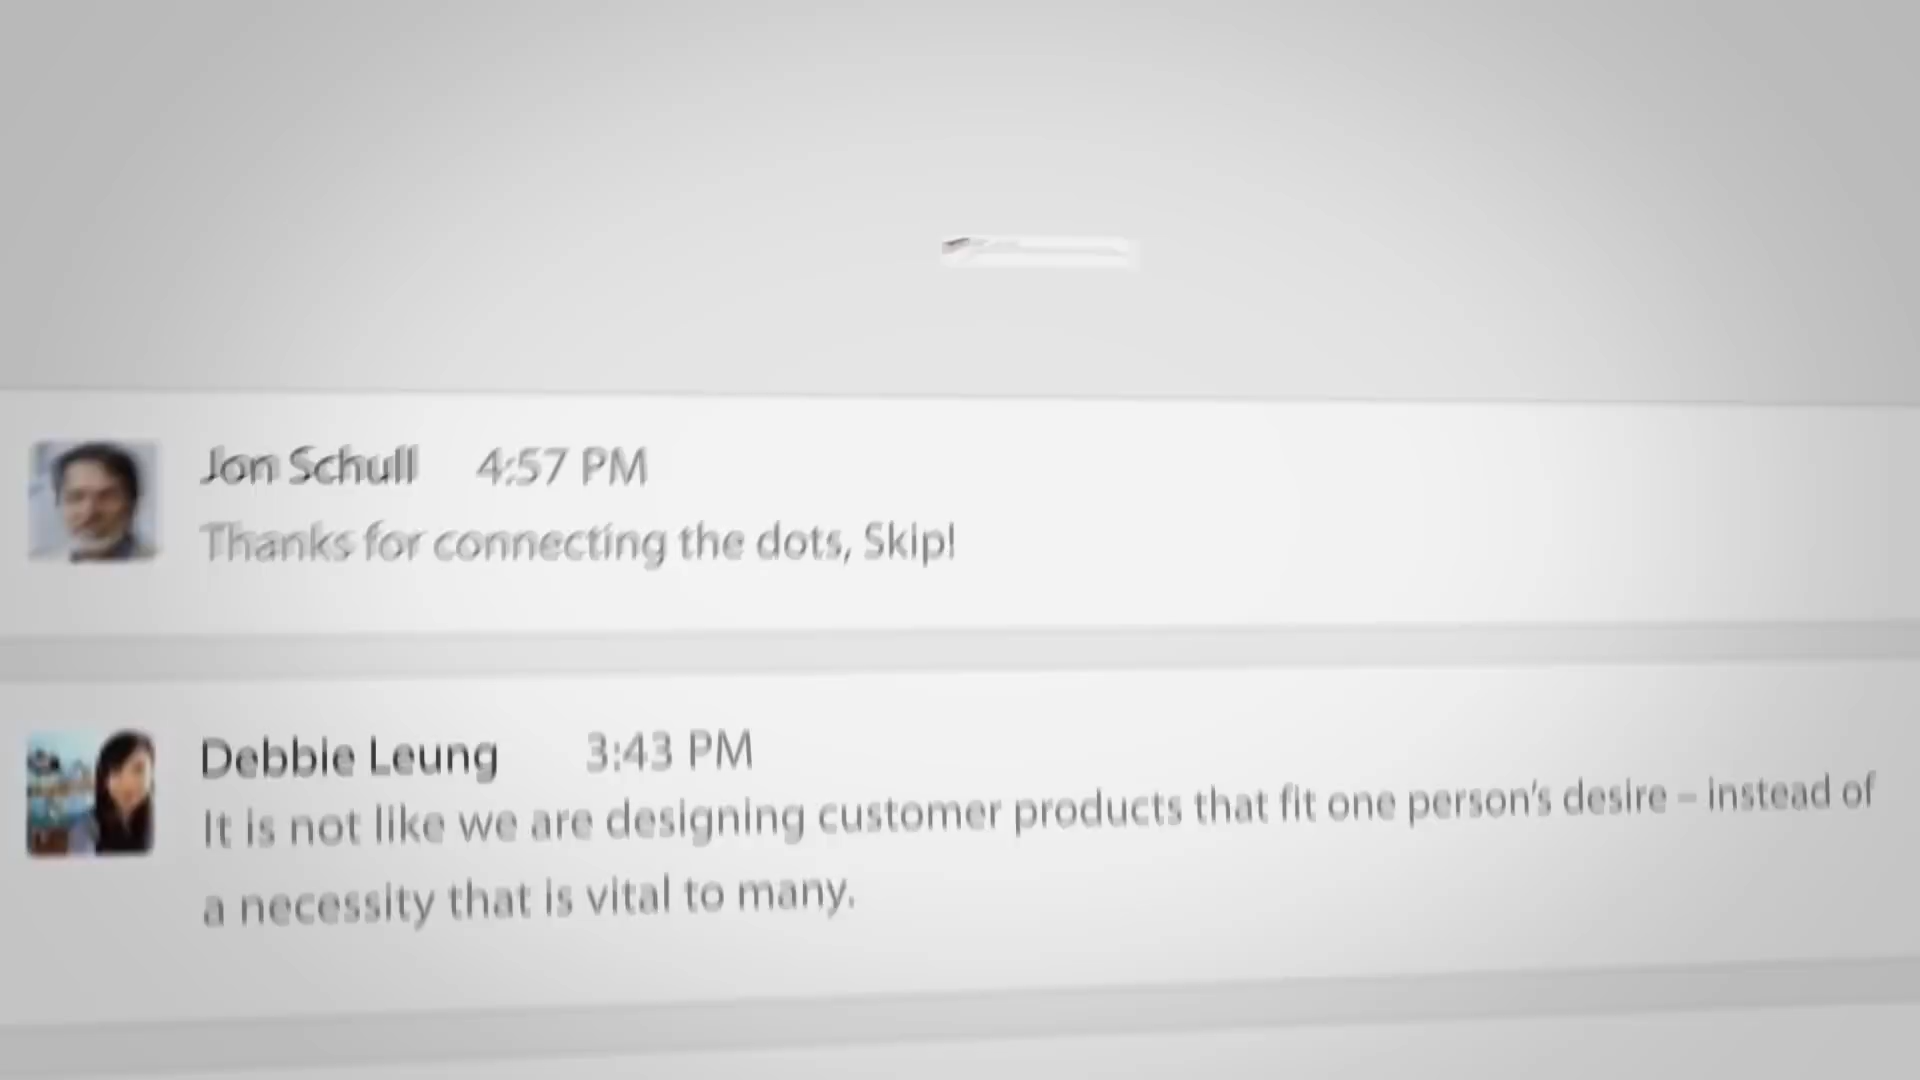 Jon Schull 4:57 PM
Thanks for connecting the dots, Skip!
Debbie Leung 3:43 PM
It is not like we are designing customer products that fit one person's desire – instead of
a necessity that is vital to many.